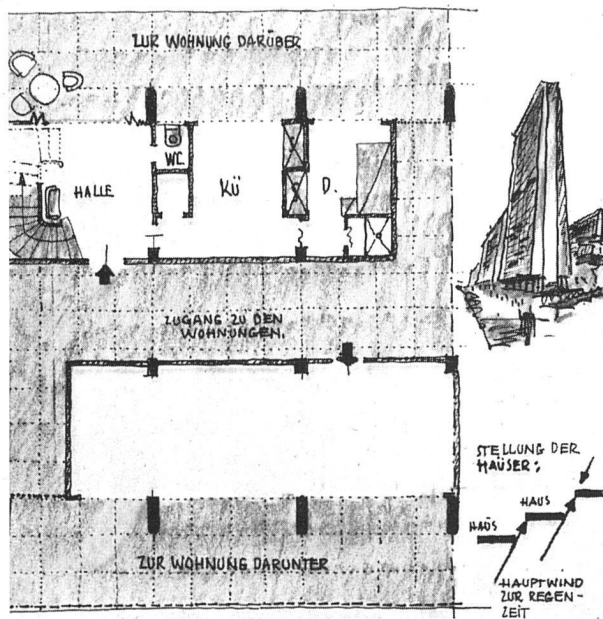 ZUR WOHNUNG DARÜBER
WC.
HALLE
KÜ
D.
ZUGANG ZU DEN
WOHNUNGEN.
STELLUNG DER
HÄUSER:
HAUS
HAUS
ZUR WOHNUNG DARUNTER
HAUPTWIND
ZUR REGEN-
ZEIT